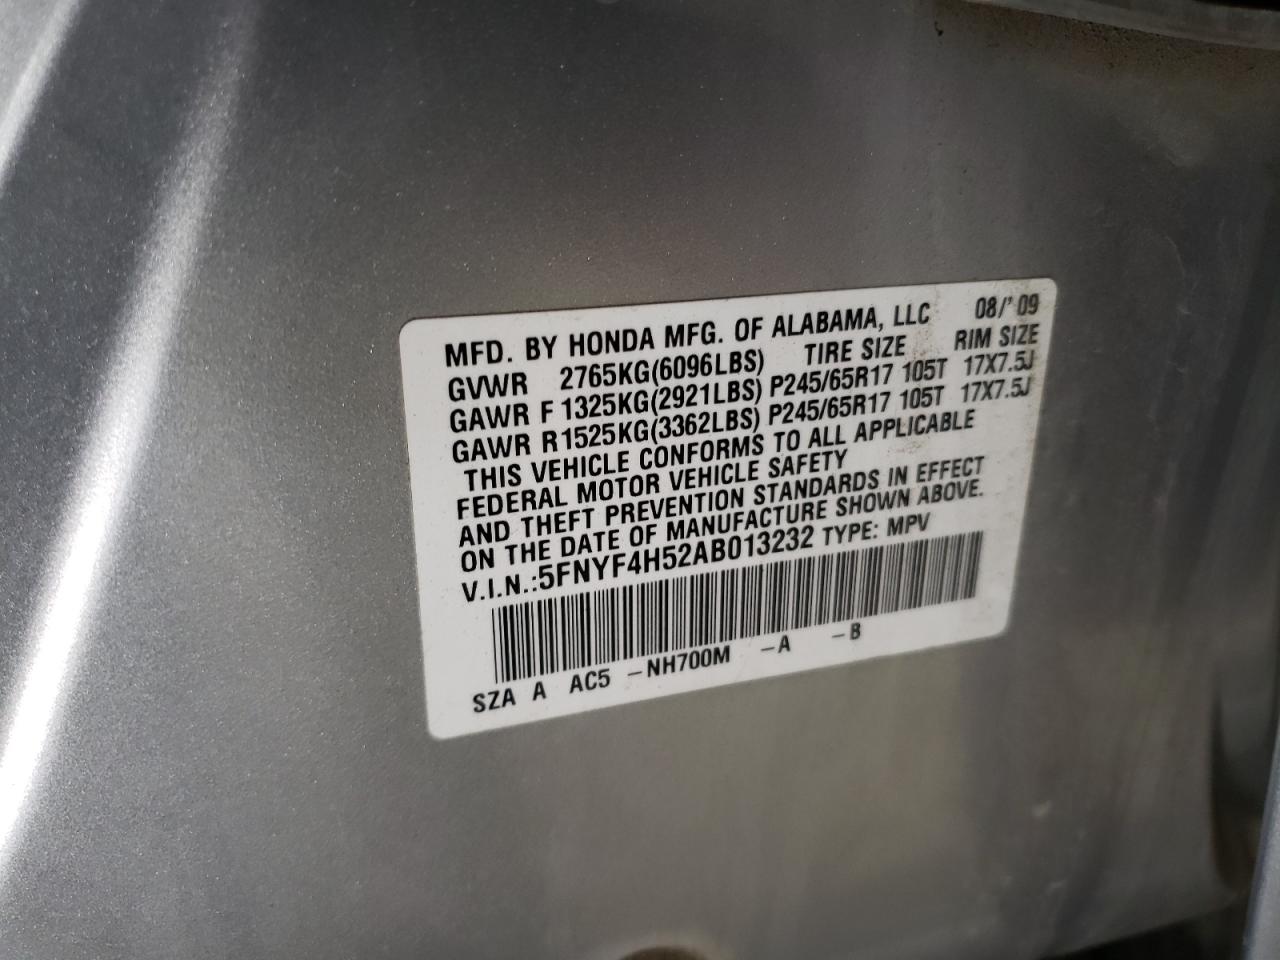 MFD. BY HONDA MFG. OF ALABAMA, LLC 08/'09
GVWR 2765KG(6096LBS) TIRE SIZE RIM SIZE
GAWR F 1325KG(2921LBS) P245/65R17 105T 17X7.5J
GAWR R 1525KG(3362LBS) P245/65R17 105T 17X7.5J
THIS VEHICLE CONFORMS TO ALL APPLICABLE
FEDERAL MOTOR VEHICLE SAFETY
AND THEFT PREVENTION STANDARDS IN EFFECT
ON THE DATE OF MANUFACTURE SHOWN ABOVE.
V.I.N.:5FNYF4H52AB013232 TYPE: MPV
SZA A AC5 -NH700M -A -B